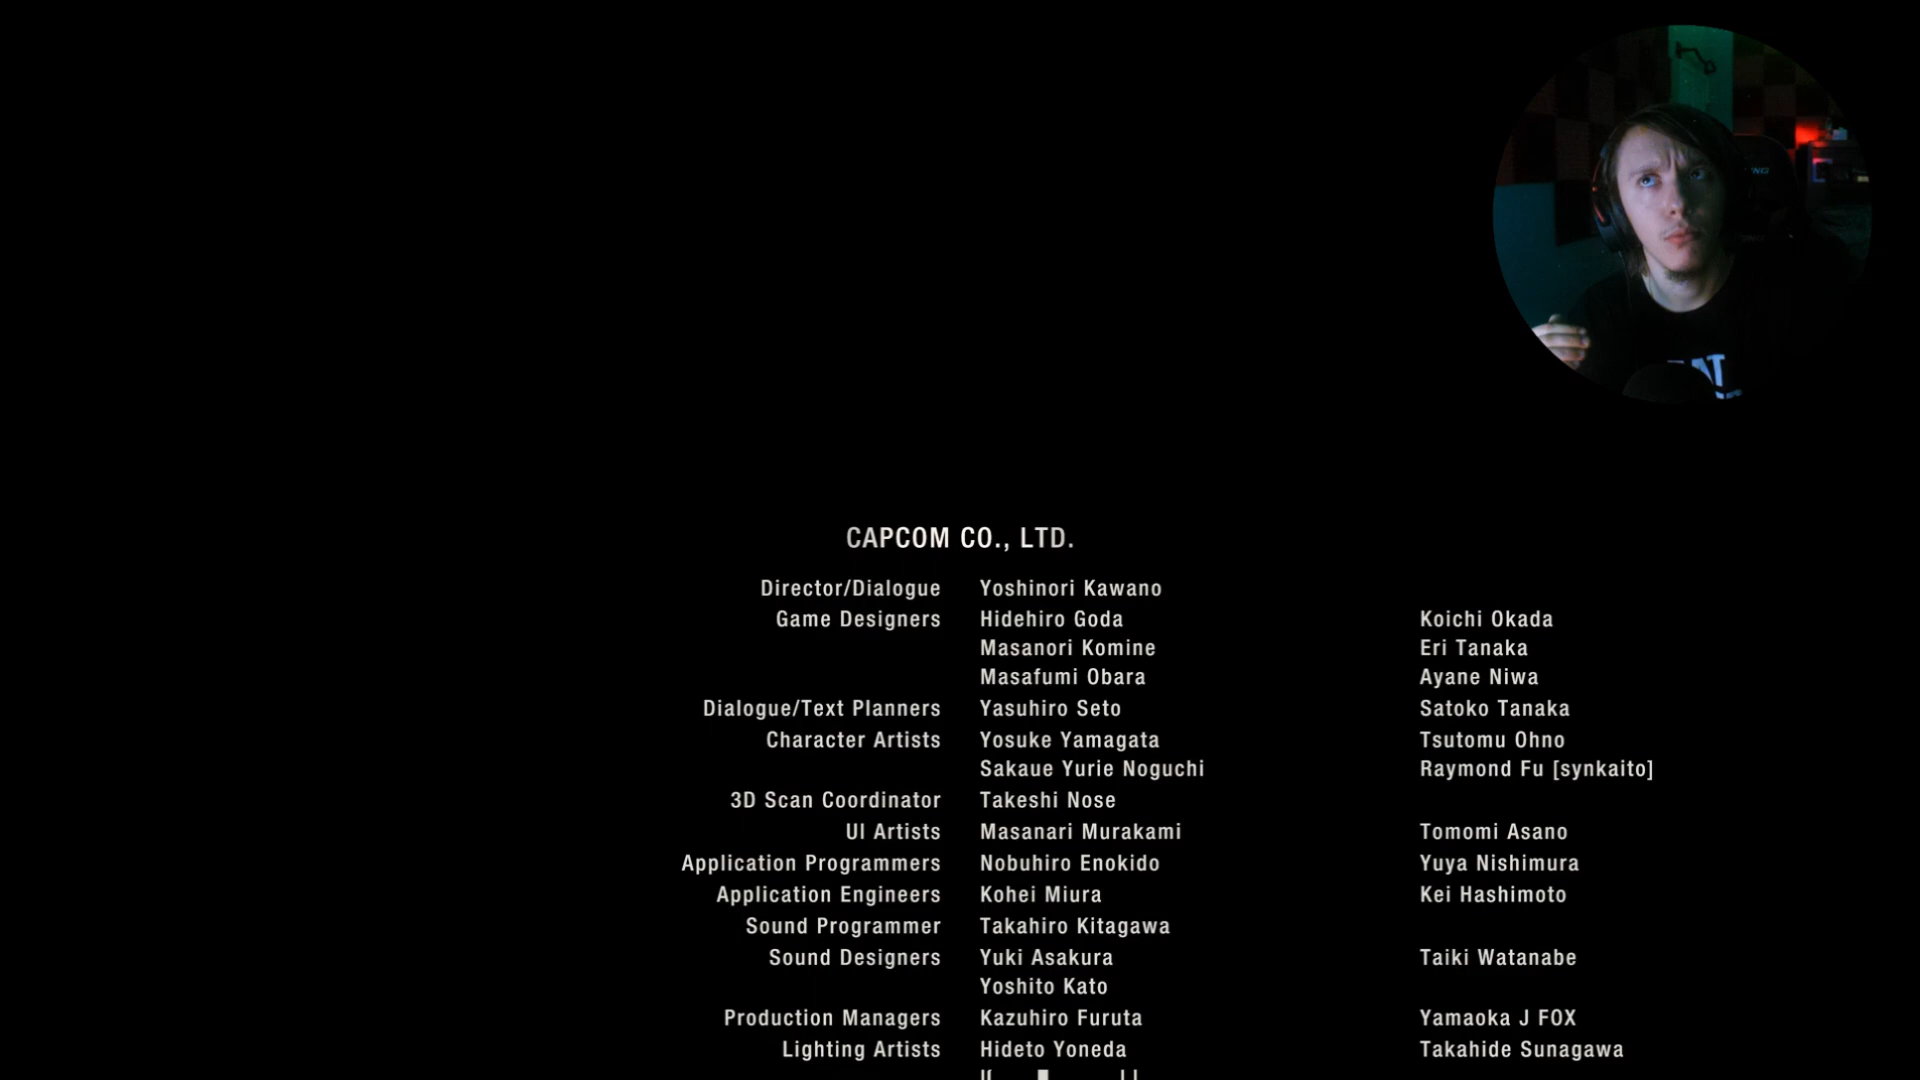 CAPCOM CO., LTD.
Director/Dialogue Yoshinori Kawano
Game Designers Hidehiro Goda Koichi Okada
Masanori Komine Eri Tanaka
Masafumi Obara Ayane Niwa
Dialogue/Text Planners Yasuhiro Seto Satoko Tanaka
Character Artists Yosuke Yamagata Tsutomu Ohno
Sakaue Yurie Noguchi Raymond Fu [synkaito]
3D Scan Coordinator Takeshi Nose
UI Artists Masanari Murakami Tomomi Asano
Application Programmers Nobuhiro Enokido Yuya Nishimura
Application Engineers Kohei Miura Kei Hashimoto
Sound Programmer Takahiro Kitagawa
Sound Designers Yuki Asakura Taiki Watanabe
Yoshito Kato
Production Managers Kazuhiro Furuta Yamaoka J FOX
Lighting Artists Hideto Yoneda Takahide Sunagawa